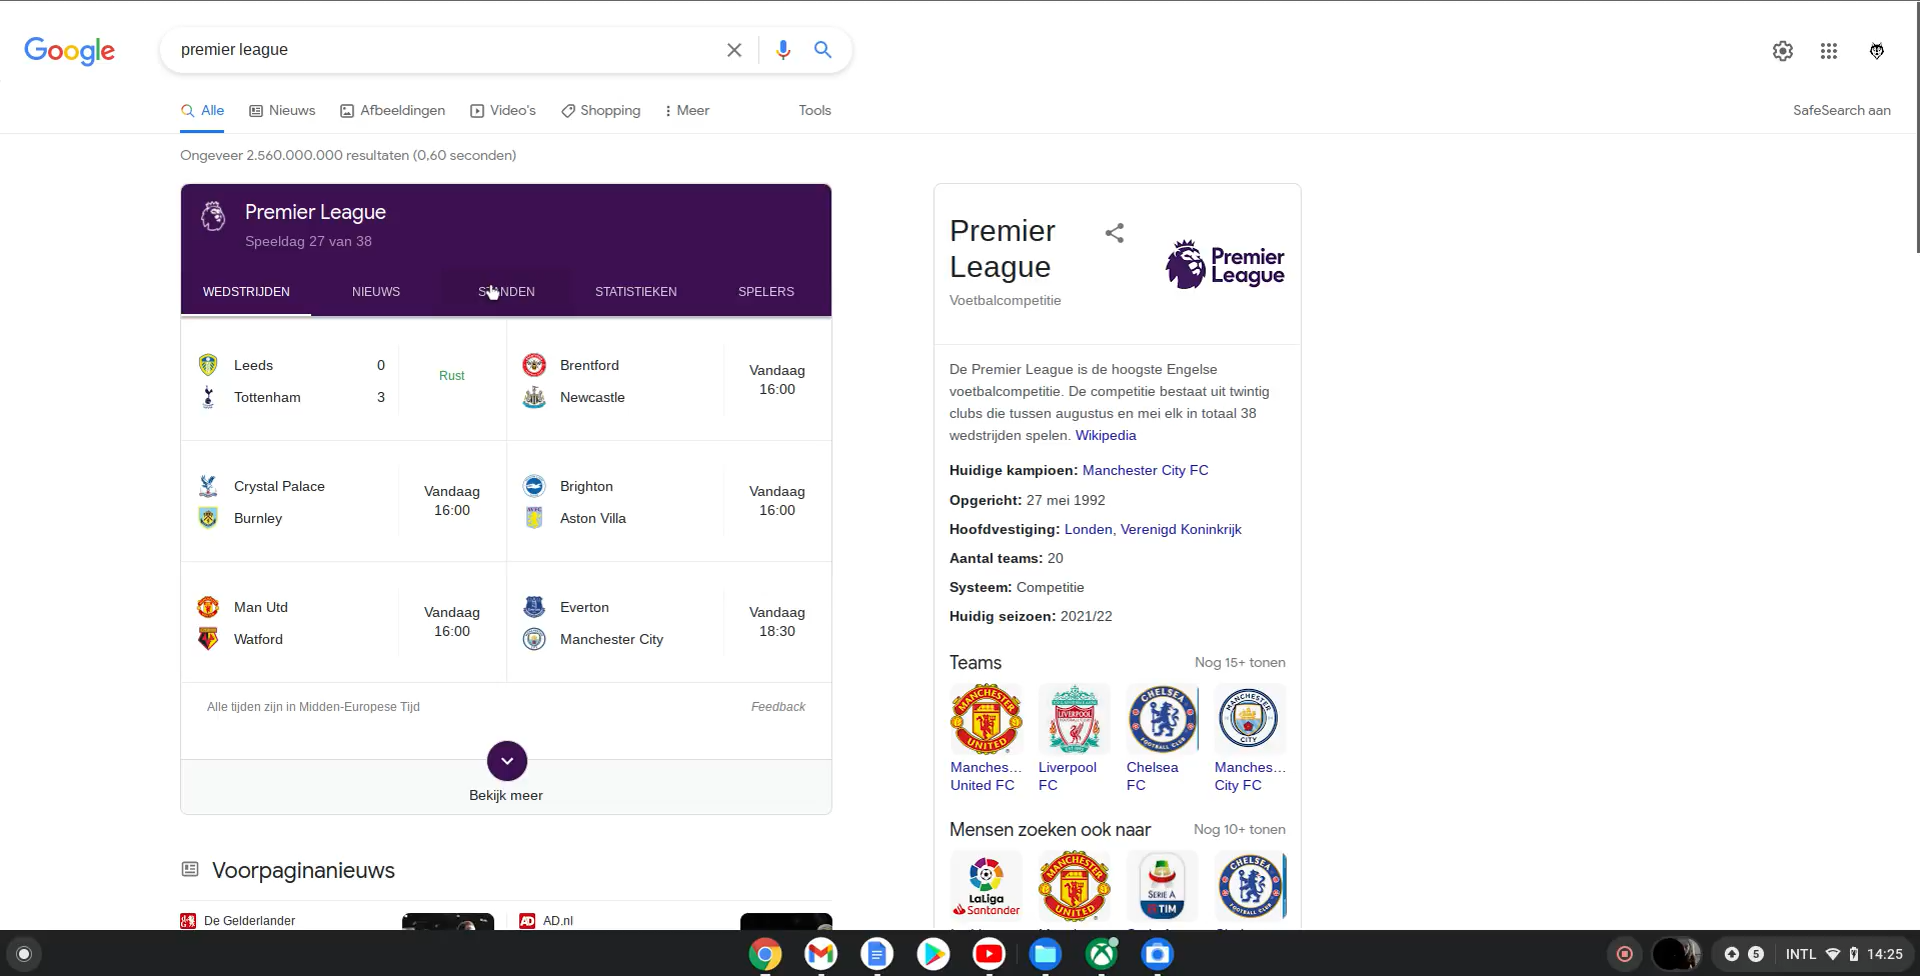 Google
premier league
Alle
Nieuws
Afbeeldingen
Video's
Shopping
Meer
Tools
SafeSearch aan
Ongeveer 2.560.000.000 resultaten (0,60 seconden)
Premier League
Speeldag 27 van 38
WEDSTRIJDEN
NIEUWS
STANDEN
STATISTIEKEN
SPELERS
Leeds 0
Tottenham 3
Rust
Brentford
Newcastle
Vandaag
16:00
Crystal Palace
Burnley
Vandaag
16:00
Brighton
Aston Villa
Vandaag
16:00
Man Utd
Watford
Vandaag
16:00
Everton
Manchester City
Vandaag
18:30
Alle tijden zijn in Midden-Europese Tijd
Feedback
Bekijk meer
Voorpaginanieuws
De Gelderlander
AD AD.nl
Premier
League
Voetbalcompetitie
Premier
League
De Premier League is de hoogste Engelse
voetbalcompetitie. De competitie bestaat uit twintig
clubs die tussen augustus en mei elk in totaal 38
wedstrijden spelen. Wikipedia
Huidige kampioen: Manchester City FC
Opgericht: 27 mei 1992
Hoofdvestiging: Londen, Verenigd Koninkrijk
Aantal teams: 20
Systeem: Competitie
Huidig seizoen: 2021/22
Teams
Nog 15+ tonen
Manches...
United FC
Liverpool
FC
Chelsea
FC
Manches...
City FC
Mensen zoeken ook naar
Nog 10+ tonen
LaLiga
Santander
SERIE A
TIM
5
INTL
14:25